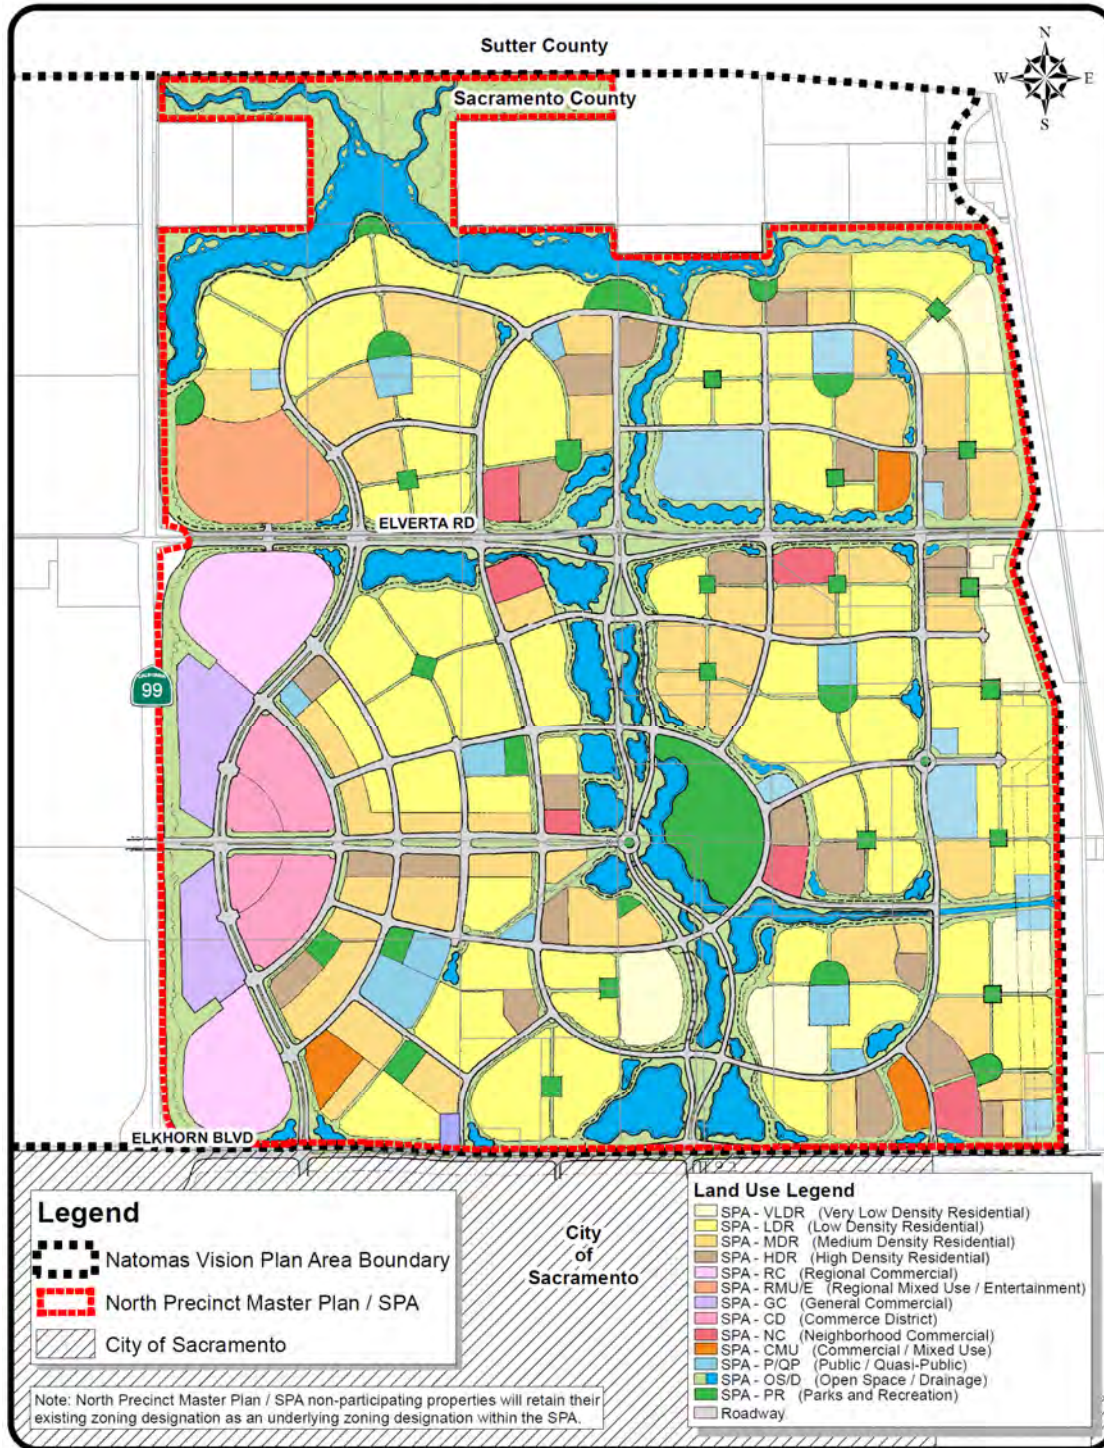 Sutter County
N
W E
S
Sacramento County
ELVERTA RD
CALIFORNIA
99
ELKHORN BLVD
City
of
Sacramento
Legend
Natomas Vision Plan Area Boundary
North Precinct Master Plan / SPA
City of Sacramento
Note: North Precinct Master Plan / SPA non-participating properties will retain their
existing zoning designation as an underlying zoning designation within the SPA.
Land Use Legend
SPA - VLDR (Very Low Density Residential)
SPA - LDR (Low Density Residential)
SPA - MDR (Medium Density Residential)
SPA - HDR (High Density Residential)
SPA - RC (Regional Commercial)
SPA - RMU/E (Regional Mixed Use / Entertainment)
SPA - GC (General Commercial)
SPA - CD (Commerce District)
SPA - NC (Neighborhood Commercial)
SPA - CMU (Commercial / Mixed Use)
SPA - P/QP (Public / Quasi-Public)
SPA - OS/D (Open Space / Drainage)
SPA - PR (Parks and Recreation)
Roadway